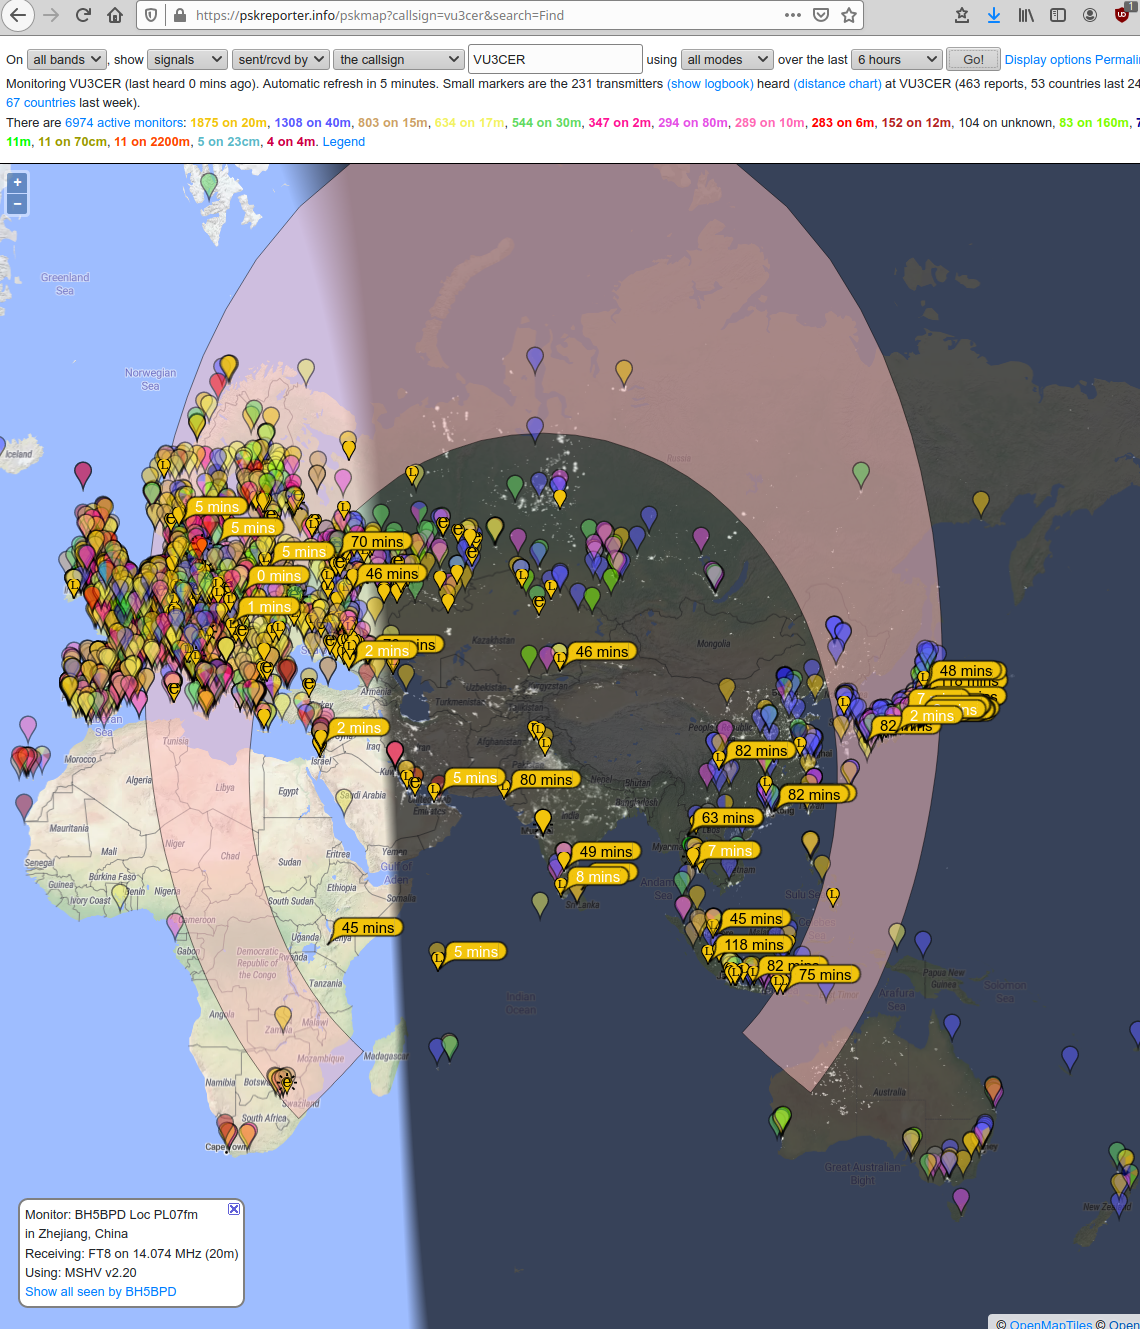 https://pskreporter.info/pskmap?callsign=vu3cer&search=Find
1
On all bands , show signals sent/rcvd by the callsign VU3CER using all modes over the last 6 hours Go! Display options Permali
Monitoring VU3CER (last heard 0 mins ago). Automatic refresh in 5 minutes. Small markers are the 231 transmitters (show logbook) heard (distance chart) at VU3CER (463 reports, 53 countries last 24
67 countries last week).
There are 6974 active monitors: 1875 on 20m, 1308 on 40m, 803 on 15m, 634 on 17m, 544 on 30m, 347 on 2m, 294 on 80m, 289 on 10m, 283 on 6m, 152 on 12m, 104 on unknown, 83 on 160m, 7
11m, 11 on 70cm, 11 on 2200m, 5 on 23cm, 4 on 4m. Legend
+
−
Greenland
Sea
Norwegian
Sea
Iceland
Russia
5 mins
5 mins
70 mins
5 mins
0 mins
46 mins
1 mins
Kazakhstan
Mongolia
2 mins
46 mins
48 mins
Armenia
Uzbekistan
Kyrgyzstan
Turkmenistan
2 mins
82
Tunisia
2 mins
Iraq
Afghanistan
82 mins
Morocco
Israel
Algeria
Libya
Egypt
Saudi Arabia
5 mins
80 mins
Nepal
Bhutan
82 mins
India
63 mins
Mauritania
Mali
Niger
Chad
Sudan
Eritrea
Yemen
Gulf of
Aden
49 mins
Myanmar
7 mins
Senegal
Guinea
Burkina Faso
Benin
Nigeria
Ivory Coast
Ethiopia
South Sudan
Somalia
8 mins
Sri Lanka
Sulu Sea
Cameroon
Gabon
Uganda
45 mins
45 mins
118 mins
5 mins
Democratic
Republic of
the Congo
Rwanda
Tanzania
82 mins
75 mins
Papua New
Guinea
Solomon
Sea
Arafura
Sea
Indian
Ocean
Angola
Zambia
Malawi
Mozambique
Madagascar
Namibia
Swaziland
South Africa
Australia
Great Australian
Bight
New Zealand
Monitor: BH5BPD Loc PL07fm
in Zhejiang, China
Receiving: FT8 on 14.074 MHz (20m)
Using: MSHV v2.20
Show all seen by BH5BPD
© OpenMapTiles © Open